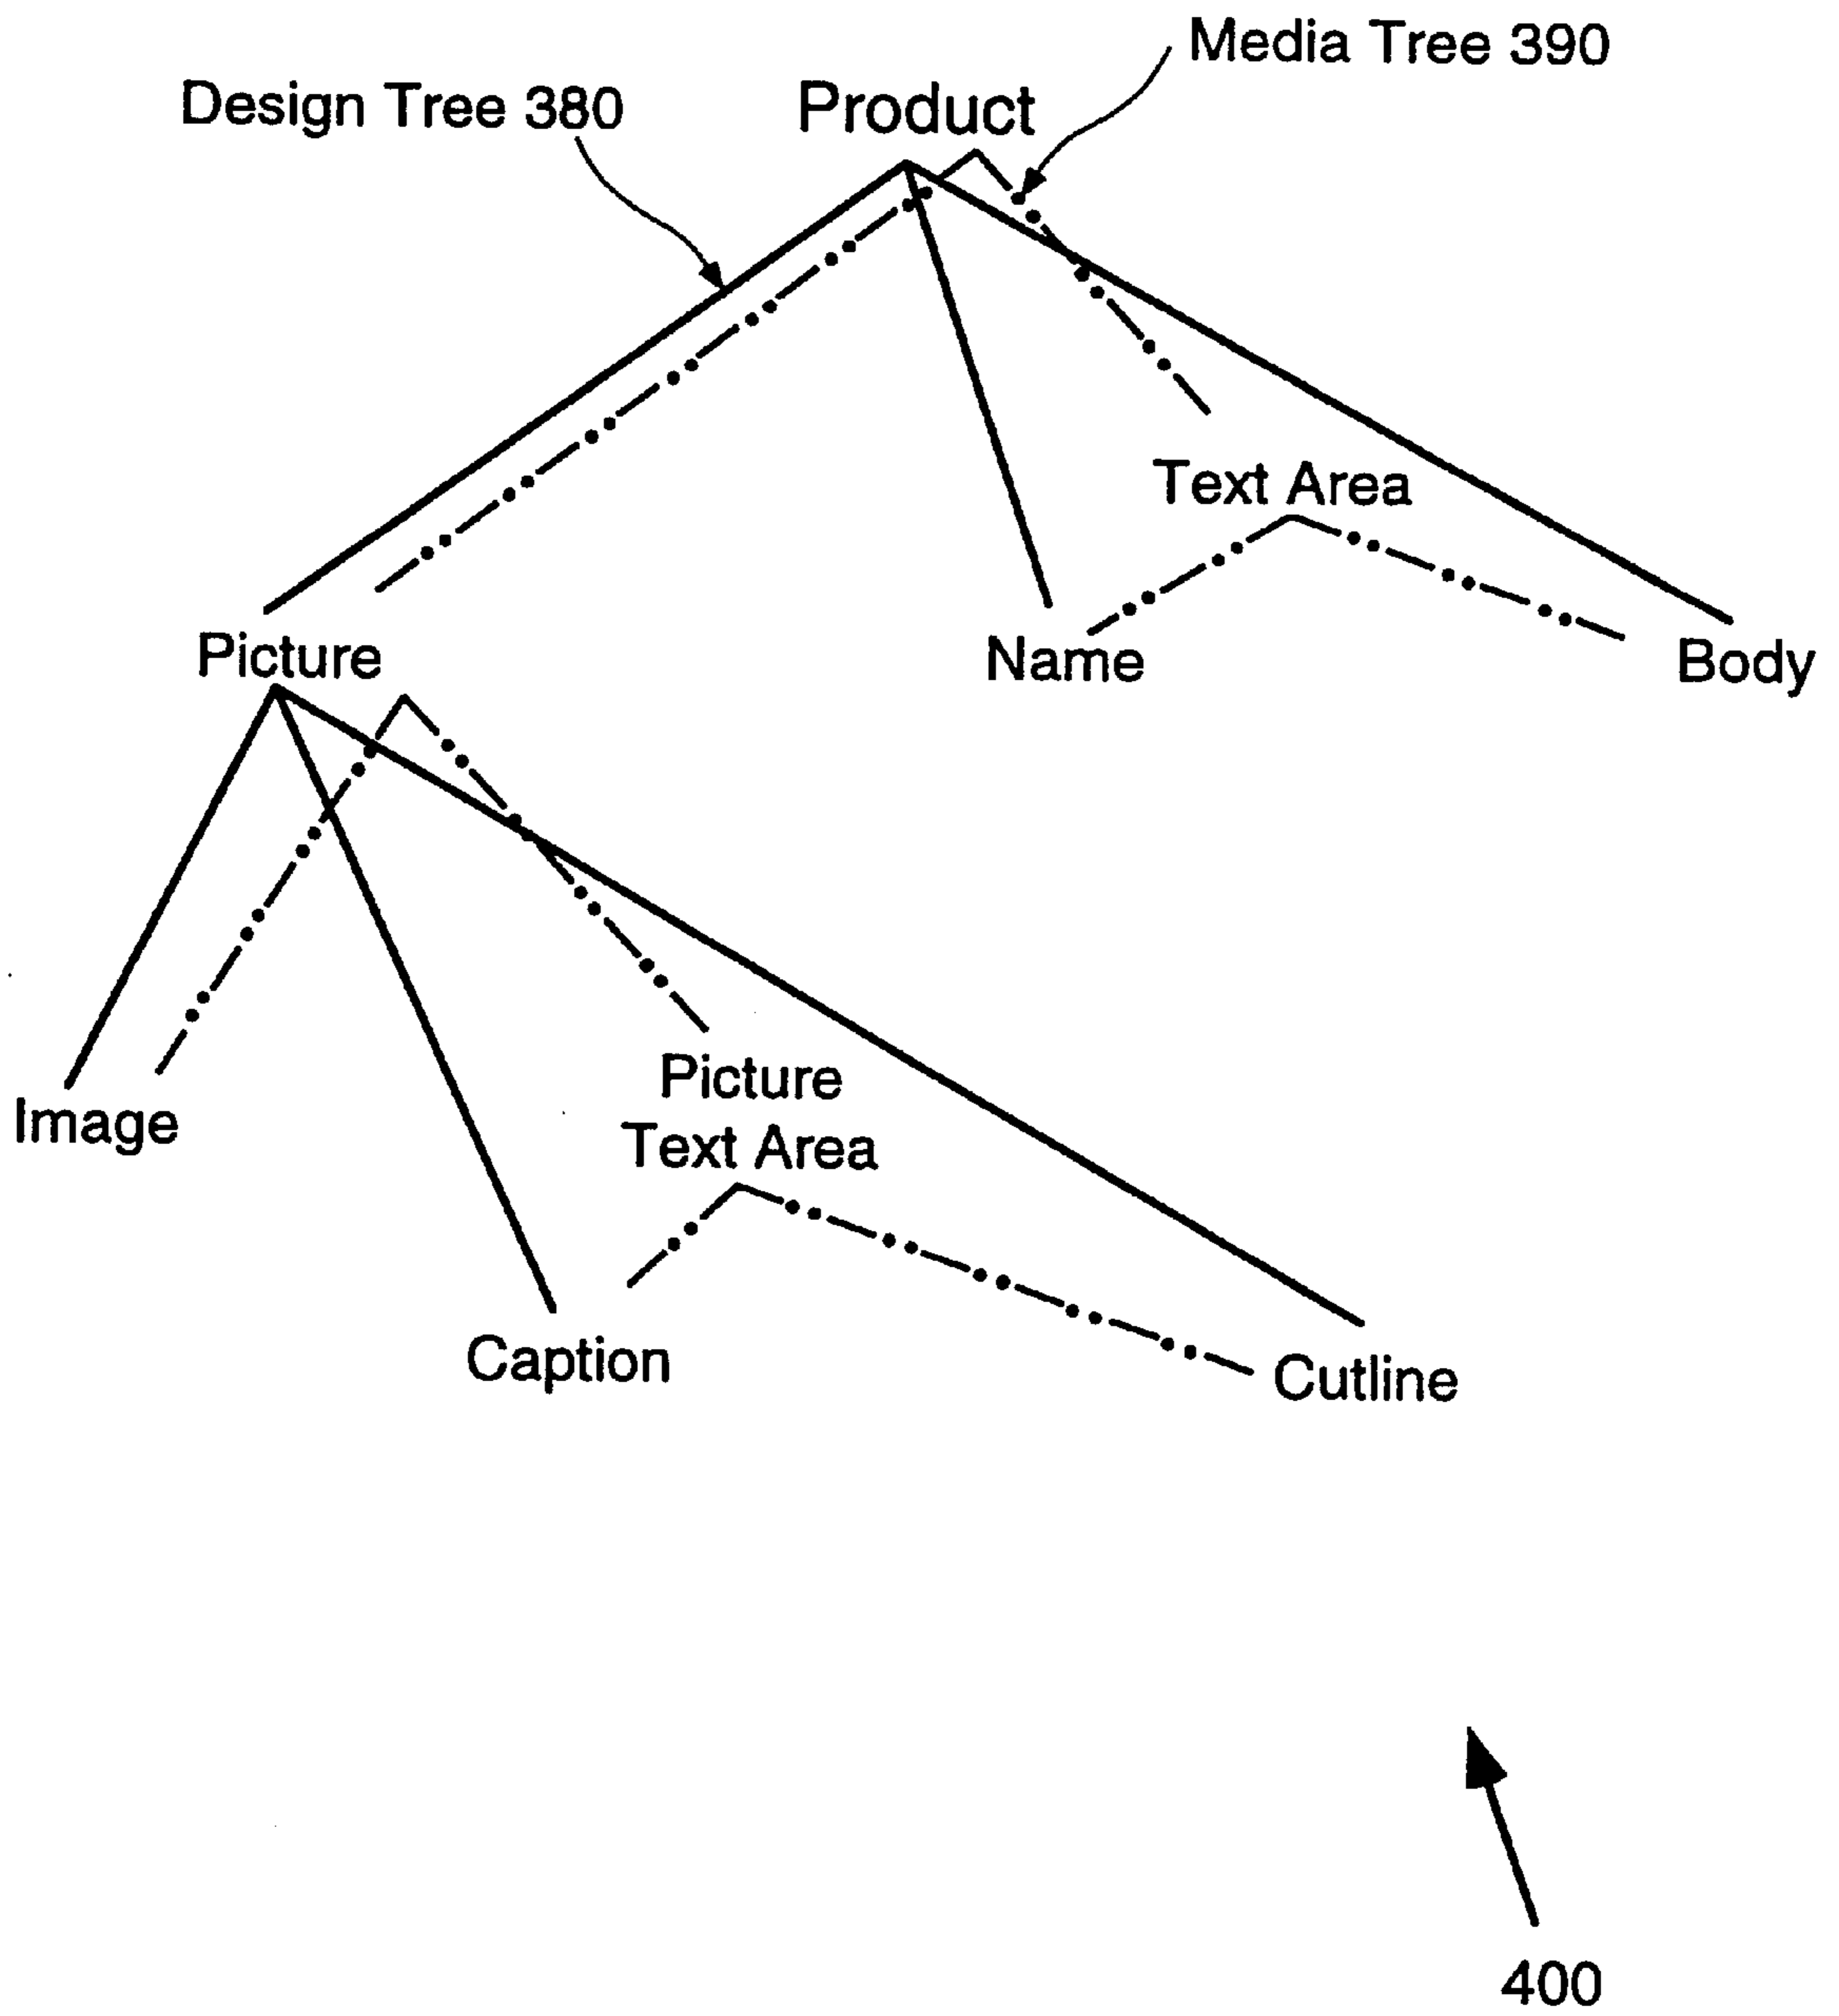 Media Tree 390
Design Tree 380
Product
Text Area
Picture
Name
Body
Picture
Text Area
Image
Caption
Cutline
400